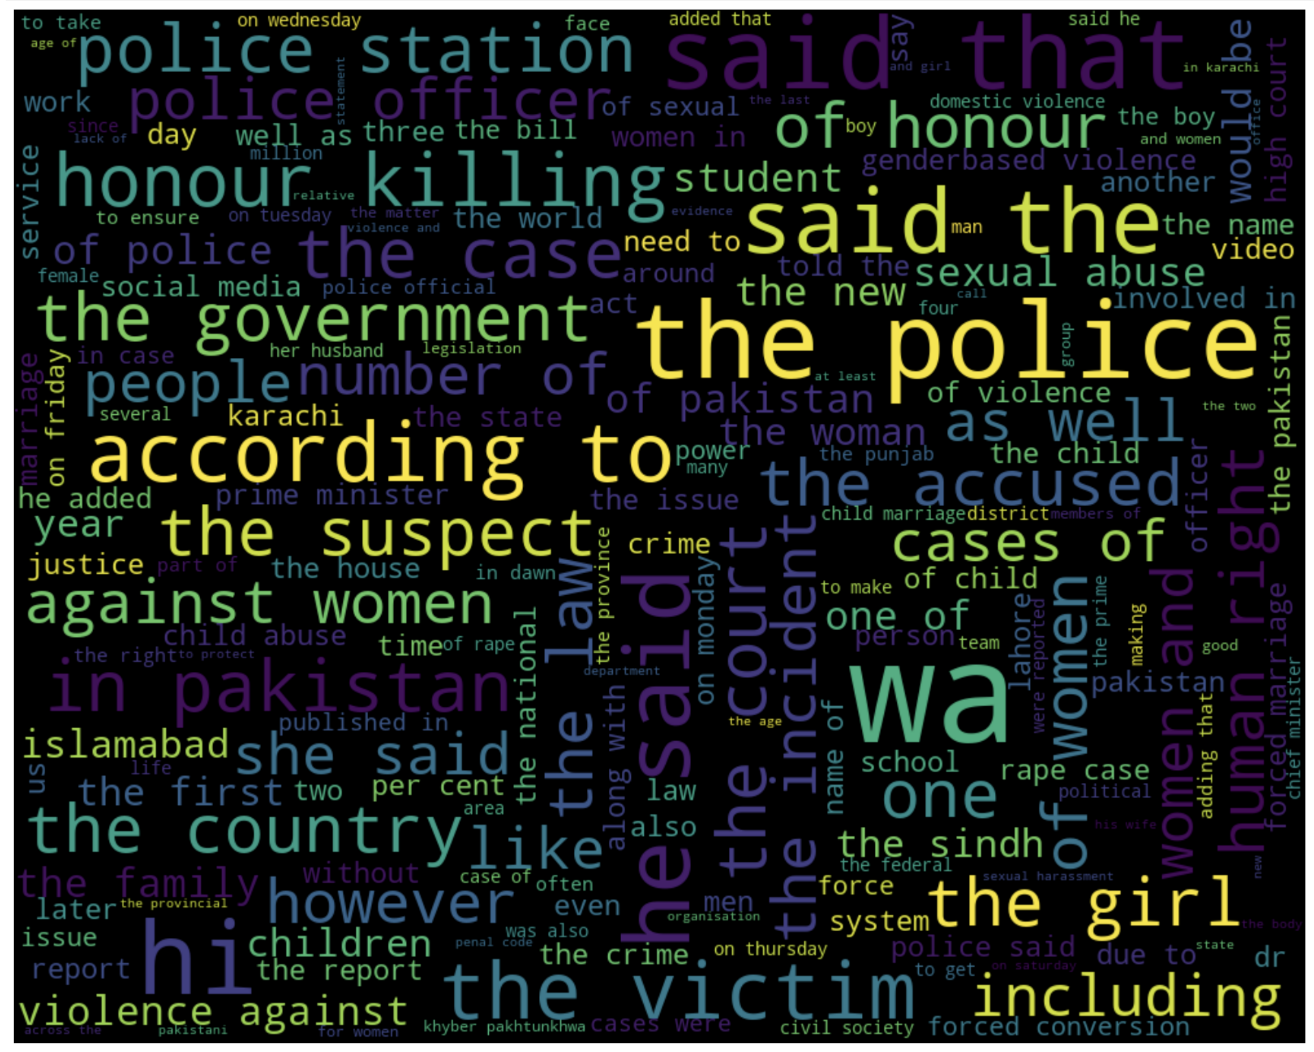 to take
on wednesday
face
added that
said he
age of
police station
said that
say
and girl
in karachi
would be
high court
work
police officer
statement
of sexual
the last
domestic violence
the boy
office
since
lack of
day
well as
three
the bill
women in
of honour
boy
and women
million
genderbased violence
service
honour killing
relative
student
another
to ensure
on tuesday
the matter
violence and
the world
evidence
said the
man
the name
of police
the case
need to
video
female
social media
police official
around
told the
sexual abuse
the government
act
the new
four
call
involved in
the police
group
the pakistan
in case
her husband
legislation
marriage
on friday
people
number of
at least
of pakistan
of violence
the two
several
karachi
the state
the woman
as well
according to
power
many
the punjab
the child
he added
prime minister
the issue
the accused
officer
year
the suspect
crime
child marriage
district
members of
cases of
human right
justice
part of
the house
in dawn
the province
against women
the law
he said
on monday
the court
the incident
to make
of child
one of
lahore
were reported
of women
the prime
making
women and
good
forced marriage
child abuse
time
of rape
the national
person
team
the right
to protect
department
in pakistan
wa
pakistan
chief minister
published in
along with
the age
name of
adding that
islamabad
she said
school
rape case
us
life
the first
two
per cent
law
one
political
the country
area
like
also
the sindh
his wife
the family
without
case of
often
the federal
sexual harassment
new
later
the provincial
however
even
men
organisation
force
system
the girl
the body
issue
hi
children
penal code
was also
the crime
on thursday
police said
due to
state
dr
report
the report
the victim
to get
on saturday
including
violence against
across the
pakistani
for women
khyber pakhtunkhwa
cases were
civil society
forced conversion